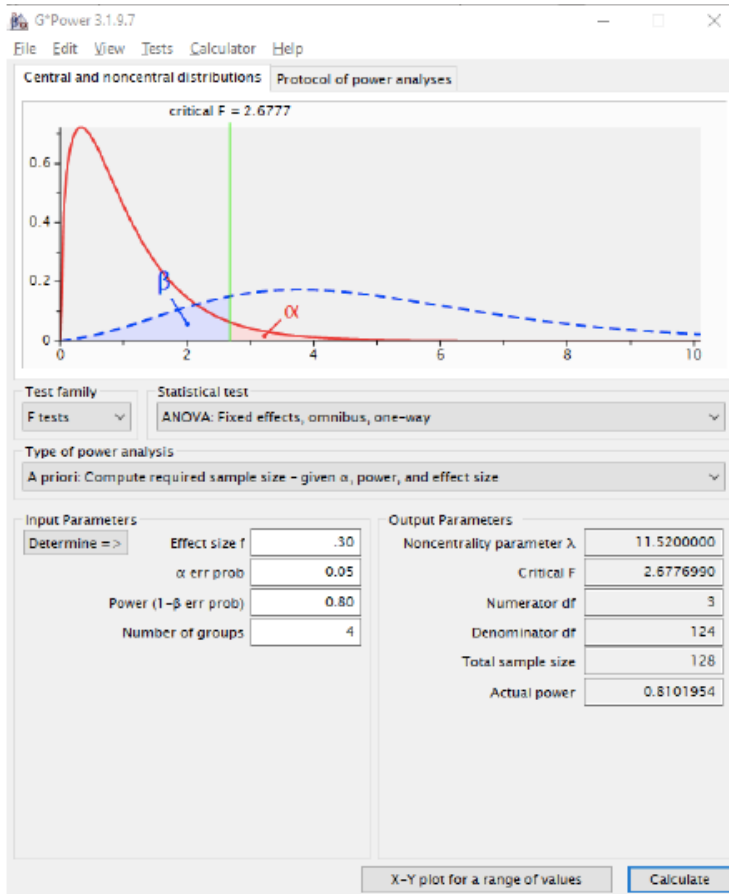 G*Power 3.1.9.7
File Edit View Tests Calculator Help
Central and noncentral distributions Protocol of power analyses
critical F = 2.6777
0.6
0.4
0.2
0
β
α
0 2 4 6 8 10
Test family Statistical test
F tests ANOVA: Fixed effects, omnibus, one-way
Type of power analysis
A priori: Compute required sample size – given α, power, and effect size
Input Parameters Output Parameters
Determine => Effect size f .30 Noncentrality parameter λ 11.5200000
α err prob 0.05 Critical F 2.6776990
Power (1-β err prob) 0.80 Numerator df 3
Number of groups 4 Denominator df 124
Total sample size 128
Actual power 0.8101954
X-Y plot for a range of values Calculate